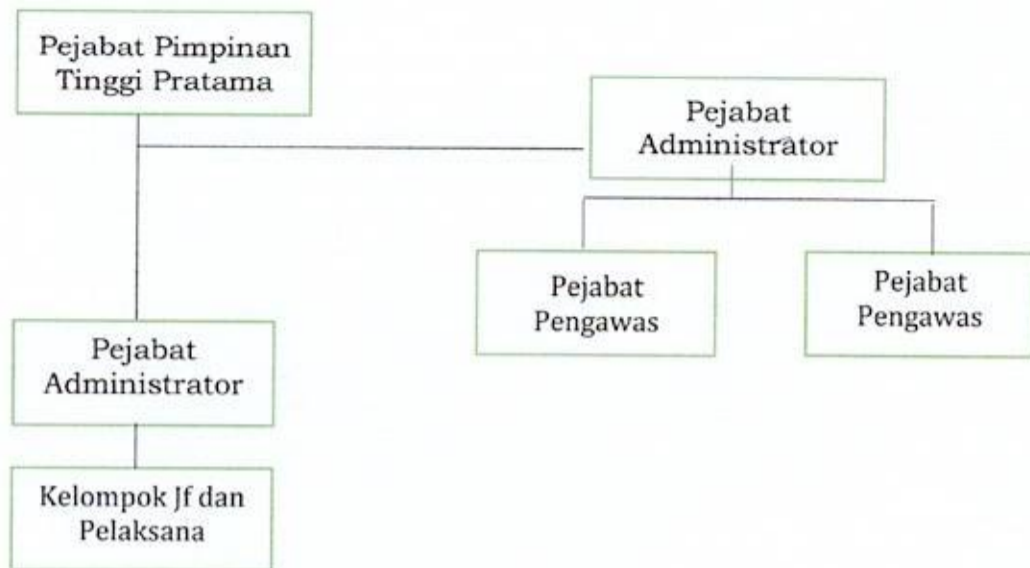 Pejabat Pimpinan
Tinggi Pratama
Pejabat
Administrator
Pejabat
Pengawas
Pejabat
Pengawas
Pejabat
Administrator
Kelompok Jf dan
Pelaksana